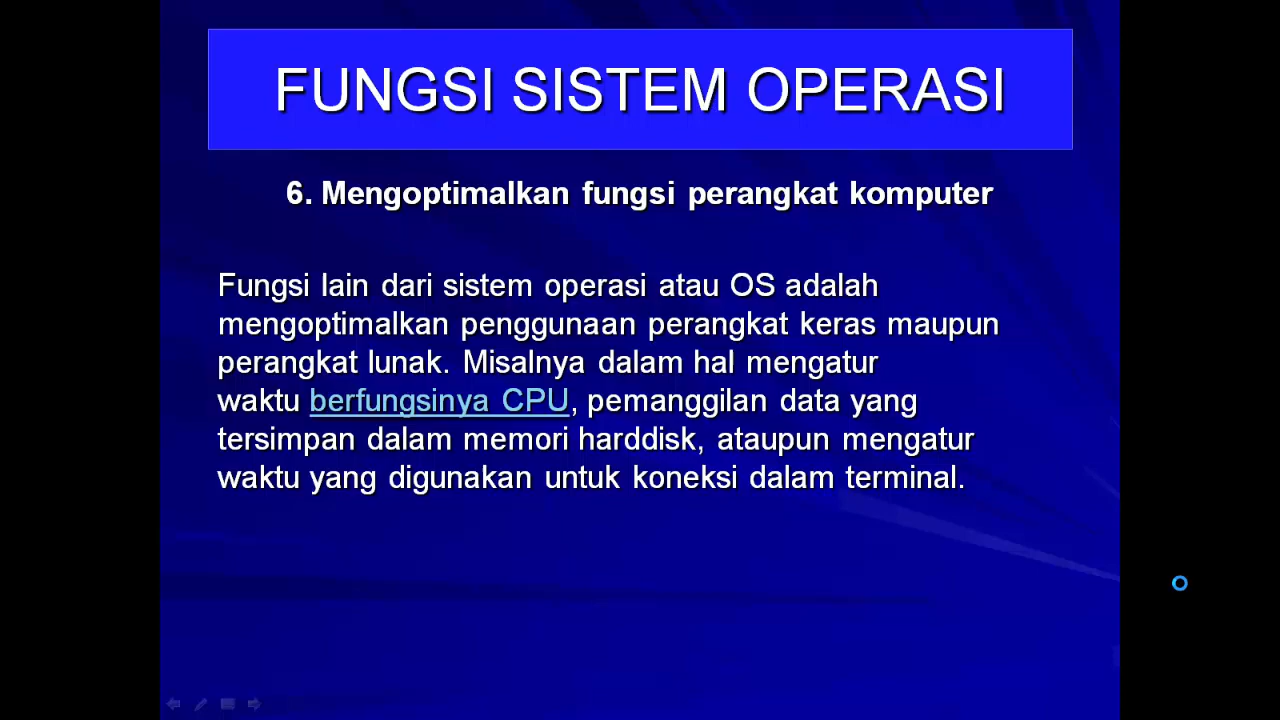 FUNGSI SISTEM OPERASI
6. Mengoptimalkan fungsi perangkat komputer
Fungsi lain dari sistem operasi atau OS adalah
mengoptimalkan penggunaan perangkat keras maupun
perangkat lunak. Misalnya dalam hal mengatur
waktu berfungsinya CPU, pemanggilan data yang
tersimpan dalam memori harddisk, ataupun mengatur
waktu yang digunakan untuk koneksi dalam terminal.